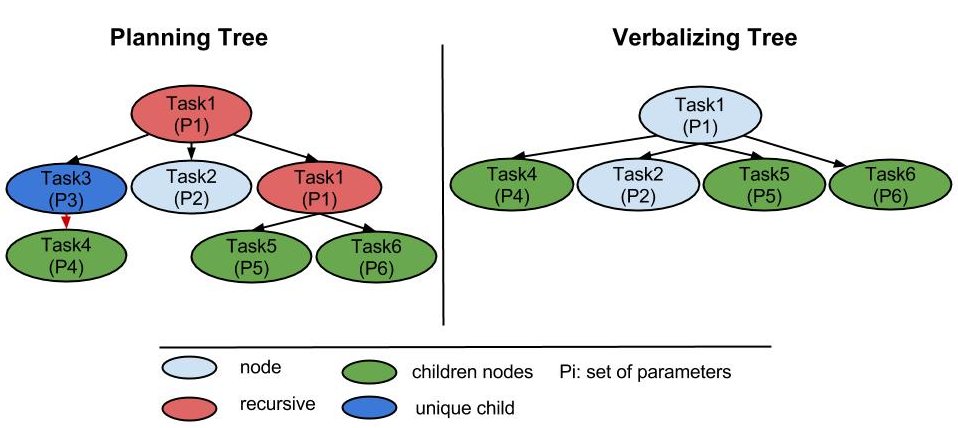 Planning Tree
Verbalizing Tree
Task1
(P1)
Task3
(P3)
Task2
(P2)
Task1
(P1)
Task4
(P4)
Task5
(P5)
Task6
(P6)
Task1
(P1)
Task4
(P4)
Task2
(P2)
Task5
(P5)
Task6
(P6)
node
children nodes
Pi: set of parameters
recursive
unique child